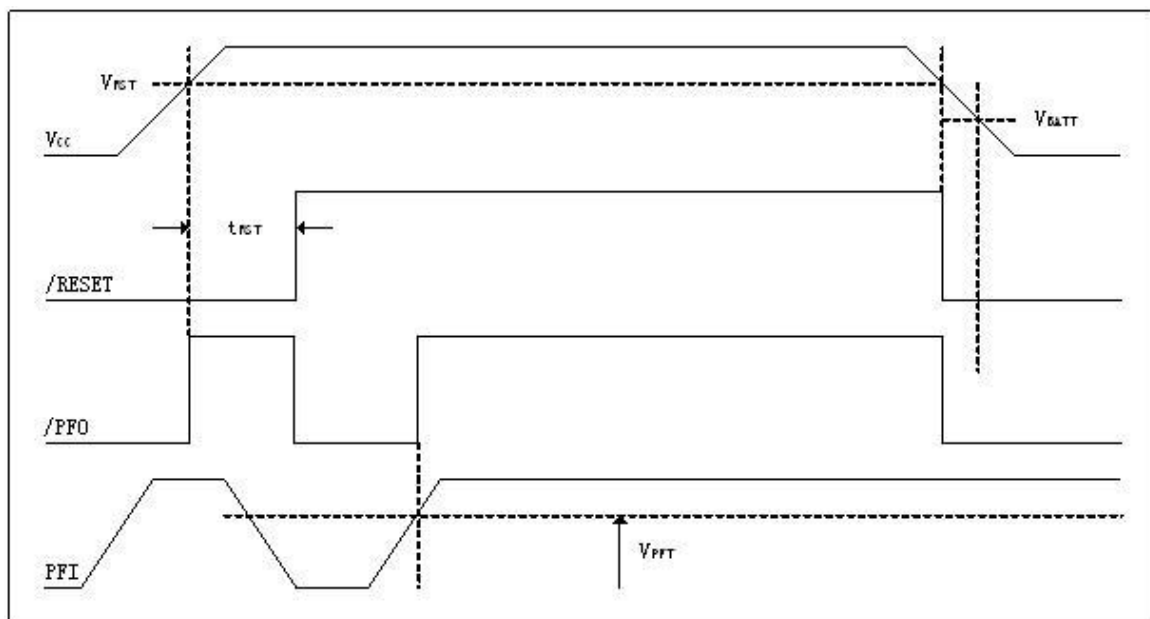 VRST
VCC
VBATT
tRST
/RESET
/PFO
PFI
VPFT